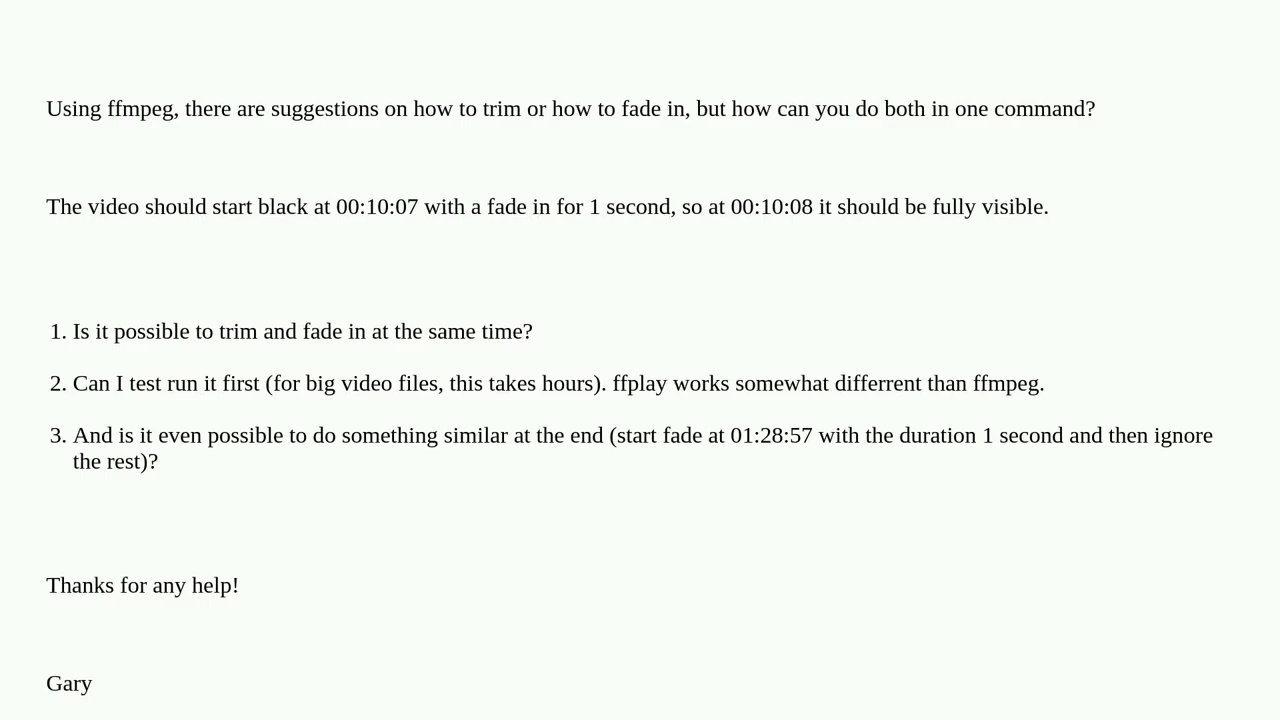 Using ffmpeg, there are suggestions on how to trim or how to fade in, but how can you do both in one command?
The video should start black at 00:10:07 with a fade in for 1 second, so at 00:10:08 it should be fully visible.
1. Is it possible to trim and fade in at the same time?
2. Can I test run it first (for big video files, this takes hours). ffplay works somewhat differrent than ffmpeg.
3. And is it even possible to do something similar at the end (start fade at 01:28:57 with the duration 1 second and then ignore
the rest)?
Thanks for any help!
Gary